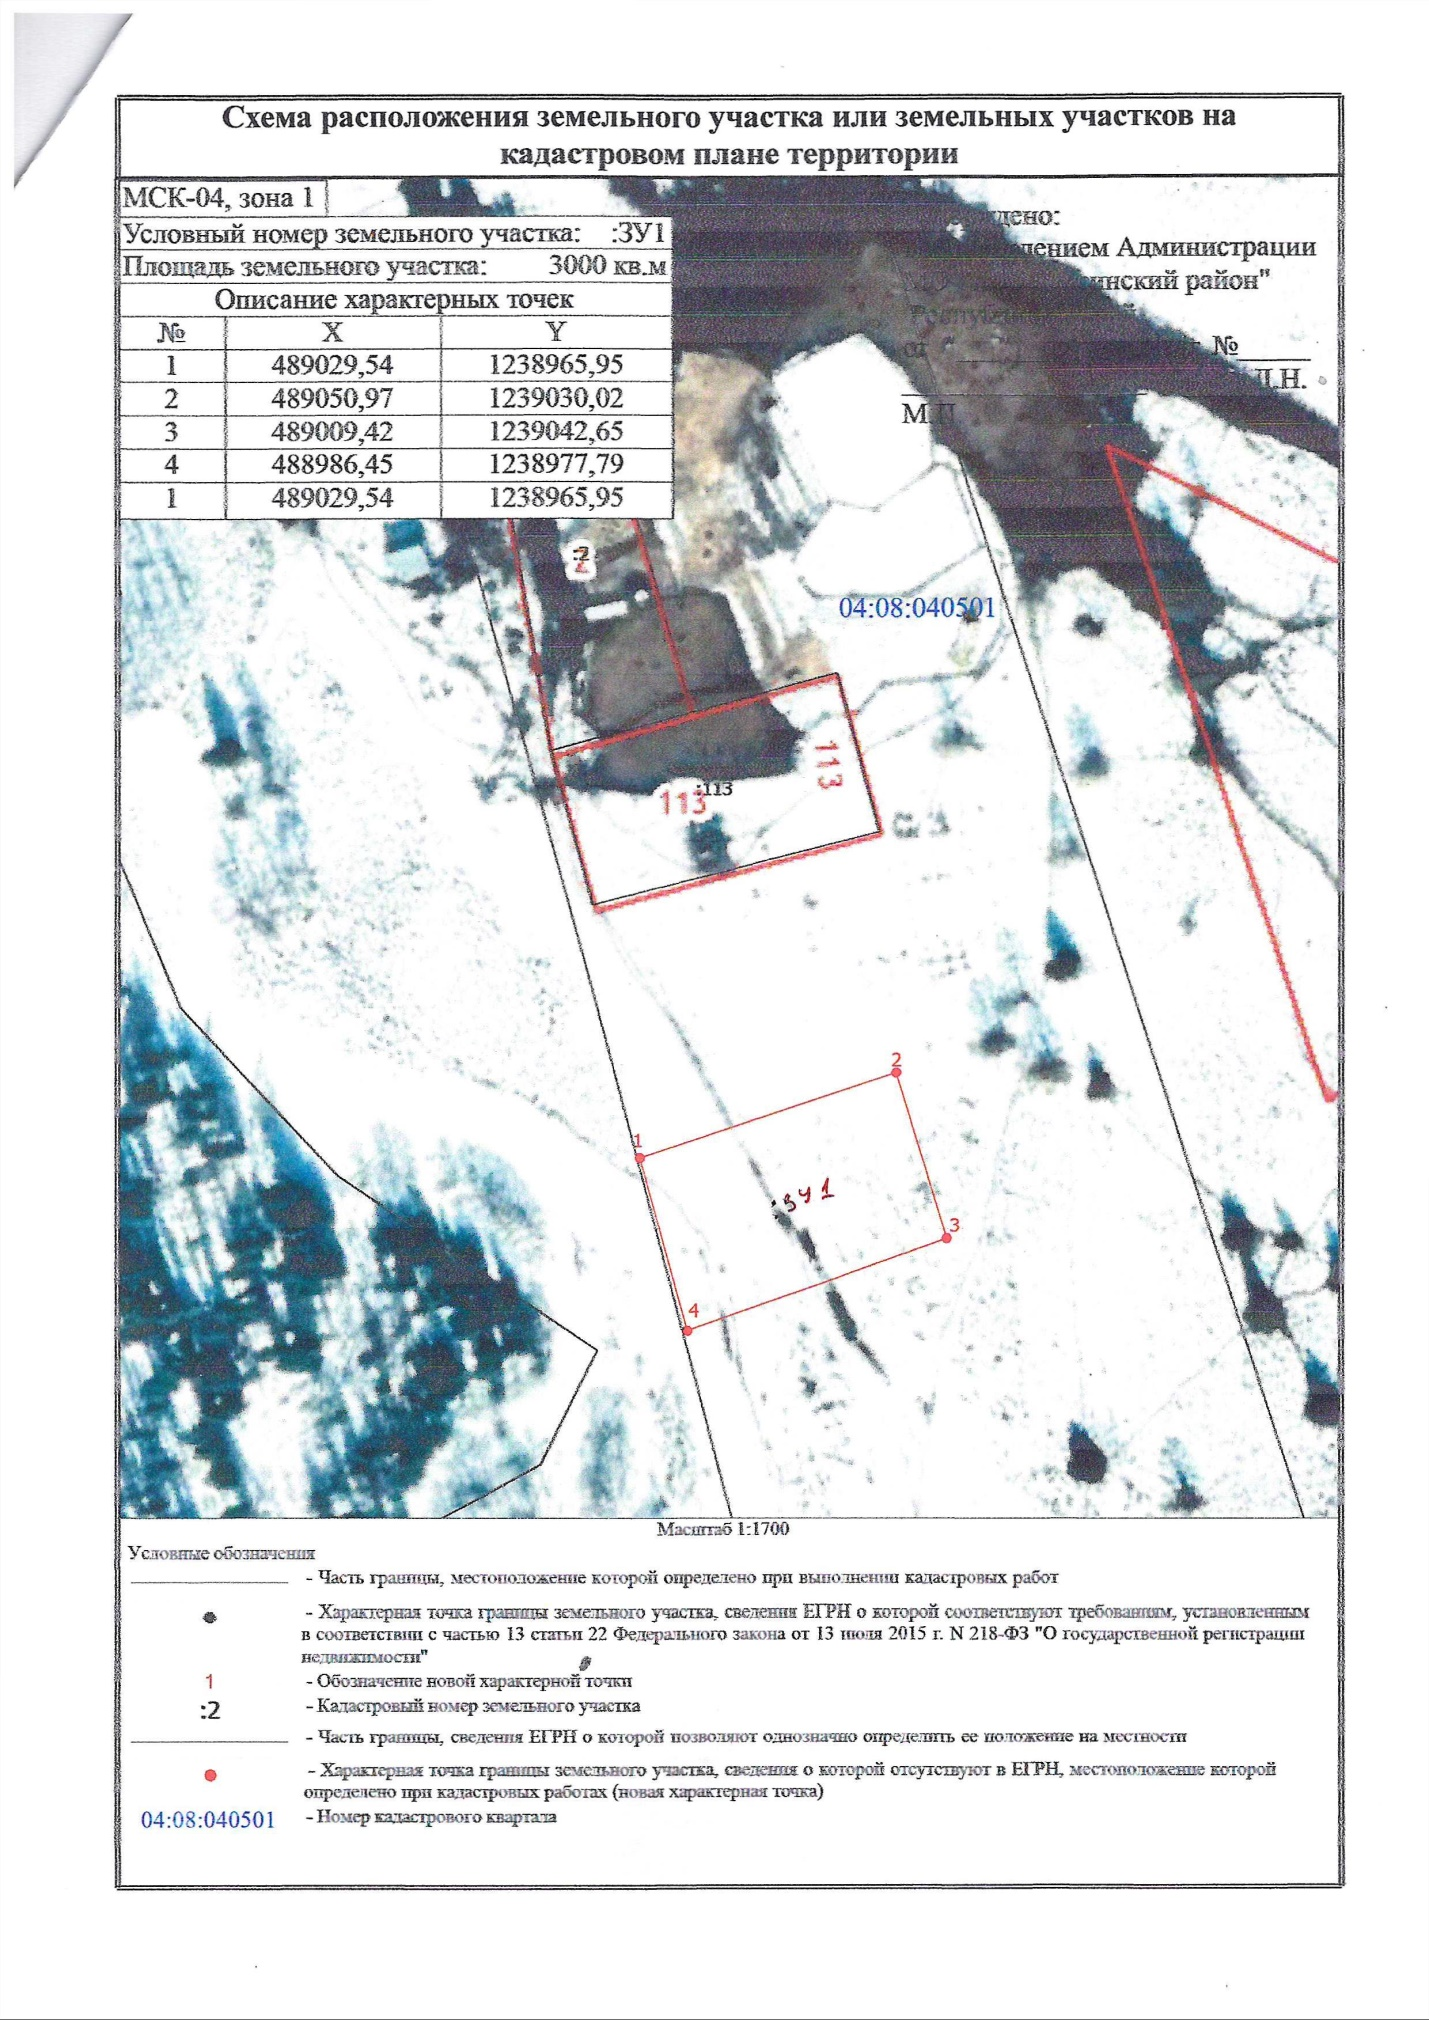 Схема расположения земельного участка или земельных участков на
кадастровом плане территории
МСК-04, зона 1
Условный номер земельного участка: :ЗУ1
Площадь земельного участка: 3000 кв.м
Описание характерных точек
№ X Y
1 489029,54 1238965,95
2 489050,97 1239030,02
3 489009,42 1239042,65
4 488986,45 1238977,79
1 489029,54 1238965,95
Администрации
район"
№
М.П
:2
04:08:040501
113
113
:113
2
1
:ЗУ1
3
4
Масштаб 1:1700
Условные обозначения
- Часть границы, местоположение которой определено при выполнении кадастровых работ
- Характерная точка границы земельного участка, сведения ЕГРН о которой соответствуют требованиям, установленным
в соответствии с частью 13 статьи 22 Федерального закона от 13 июля 2015 г. N 218-ФЗ "О государственной регистрации
недвижимости"
1 - Обозначение новой характерной точки
:2 - Кадастровый номер земельного участка
- Часть границы, сведения ЕГРН о которой позволяют однозначно определить ее положение на местности
- Характерная точка границы земельного участка, сведения о которой отсутствуют в ЕГРН, местоположение которой
определено при кадастровых работах (новая характерная точка)
04:08:040501 - Номер кадастрового квартала